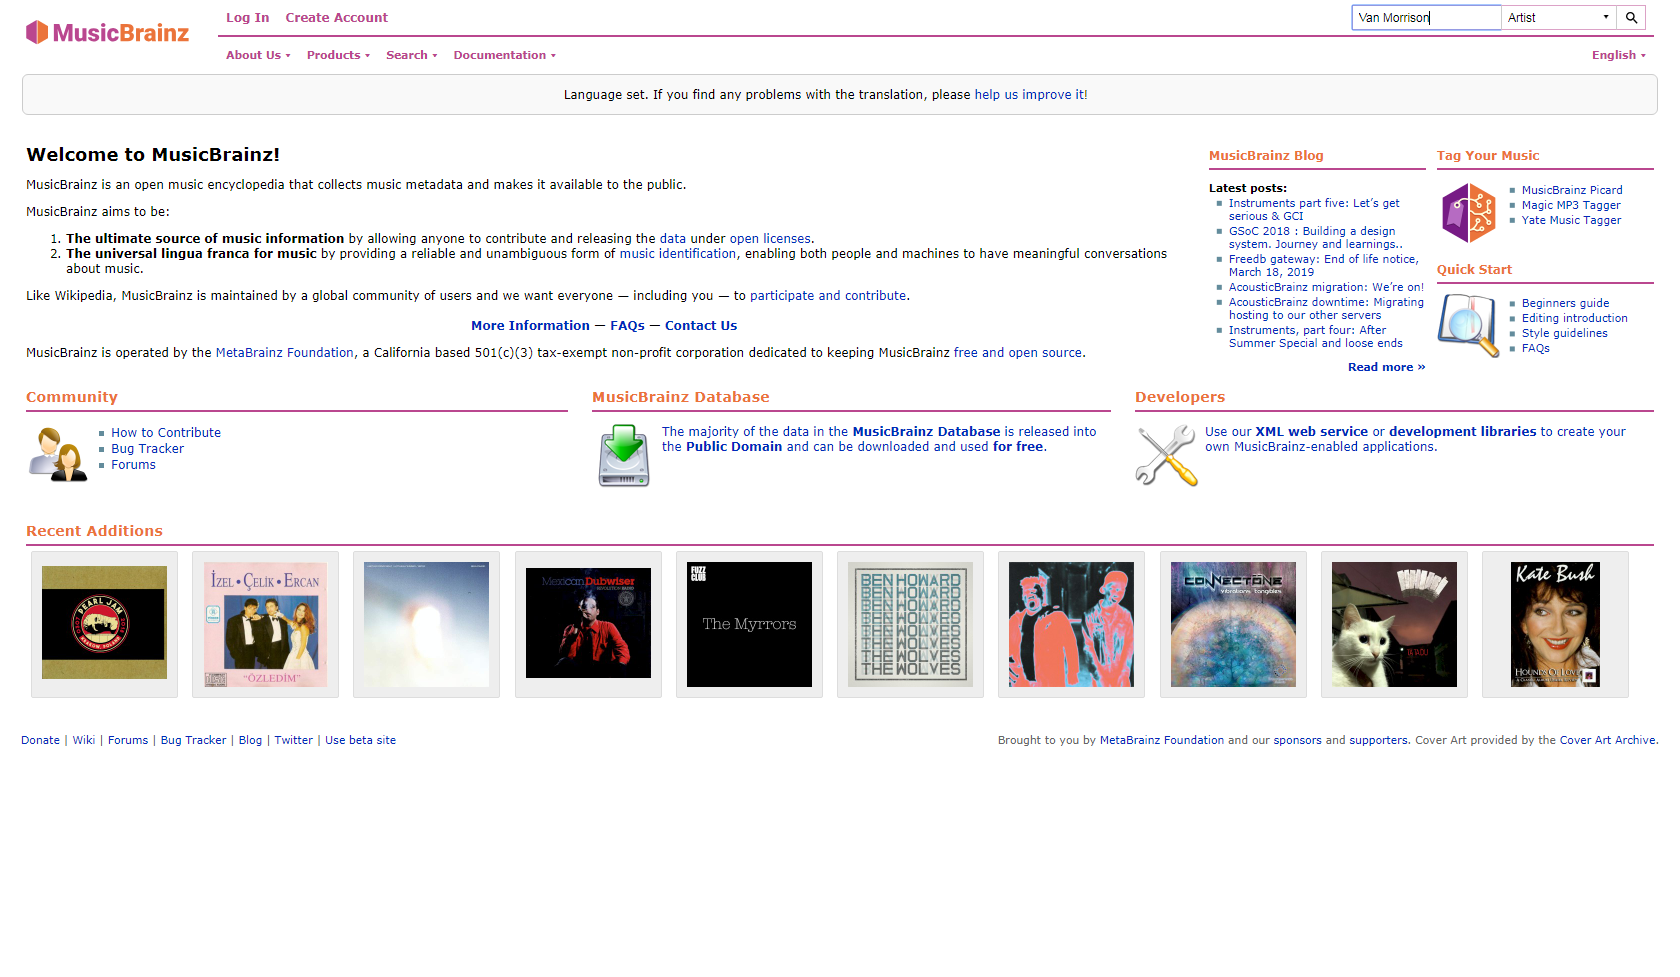 MusicBrainz
Log In Create Account
Van Morrison Artist
About Us Products Search Documentation
English
Language set. If you find any problems with the translation, please help us improve it!
Welcome to MusicBrainz!
MusicBrainz is an open music encyclopedia that collects music metadata and makes it available to the public.
MusicBrainz aims to be:
1. The ultimate source of music information by allowing anyone to contribute and releasing the data under open licenses.
2. The universal lingua franca for music by providing a reliable and unambiguous form of music identification, enabling both people and machines to have meaningful conversations
about music.
Like Wikipedia, MusicBrainz is maintained by a global community of users and we want everyone — including you — to participate and contribute.
More Information — FAQs — Contact Us
MusicBrainz is operated by the MetaBrainz Foundation, a California based 501(c)(3) tax-exempt non-profit corporation dedicated to keeping MusicBrainz free and open source.
MusicBrainz Blog
Latest posts:
Instruments part five: Let's get
serious & GCI
GSoC 2018 : Building a design
system. Journey and learnings..
Freedb gateway: End of life notice,
March 18, 2019
AcousticBrainz migration: We're on!
AcousticBrainz downtime: Migrating
hosting to our other servers
Instruments, part four: After
Summer Special and loose ends
Read more »
Tag Your Music
MusicBrainz Picard
Magic MP3 Tagger
Yate Music Tagger
Quick Start
Beginners guide
Editing introduction
Style guidelines
FAQs
Community
How to Contribute
Bug Tracker
Forums
MusicBrainz Database
The majority of the data in the MusicBrainz Database is released into
the Public Domain and can be downloaded and used for free.
Developers
Use our XML web service or development libraries to create your
own MusicBrainz-enabled applications.
Recent Additions
PEARL JAM
İZEL • ÇELİK • ERCAN
"ÖZLEDİM"
Mexican Dubwiser
REVOLUTION RADIO
FUZZ
CLUB
The Myrrors
BEN HOWARD
BEN HOWARD
BEN HOWARD
BEN HOWARD
THE WOLVES
THE WOLVES
THE WOLVES
THE WOLVES
CONNECTONE
Vibrations tangibles
Kate Bush
HOUNDS OF LOVE
Donate | Wiki | Forums | Bug Tracker | Blog | Twitter | Use beta site
Brought to you by MetaBrainz Foundation and our sponsors and supporters. Cover Art provided by the Cover Art Archive.